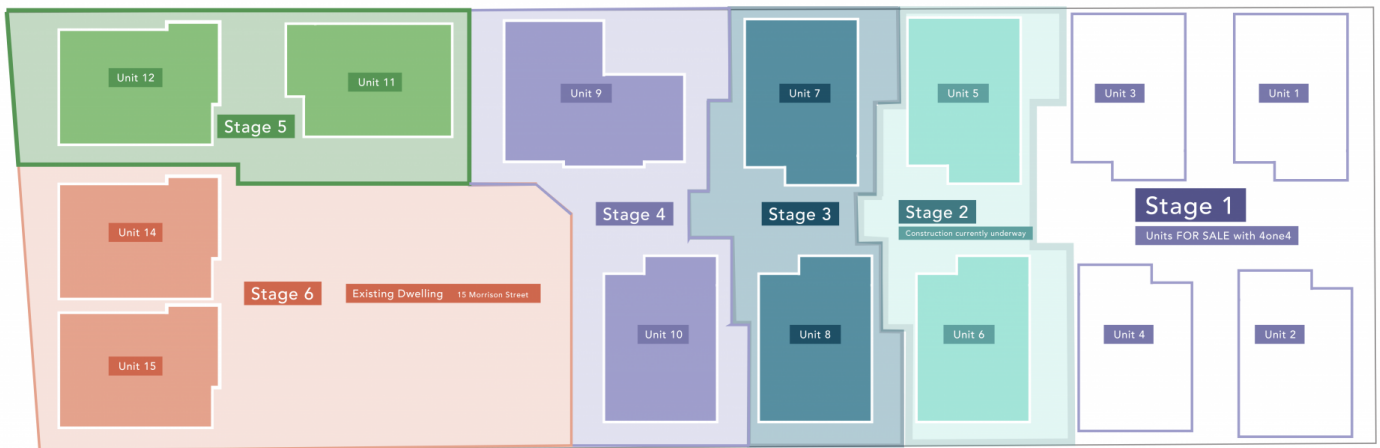 Unit 12
Unit 11
Stage 5
Unit 14
Unit 15
Stage 6
Existing Dwelling 15 Morrison Street
Unit 9
Stage 4
Unit 10
Unit 7
Stage 3
Unit 8
Unit 5
Stage 2
Construction currently underway
Unit 6
Unit 3
Unit 1
Stage 1
Units FOR SALE with 4one4
Unit 4
Unit 2